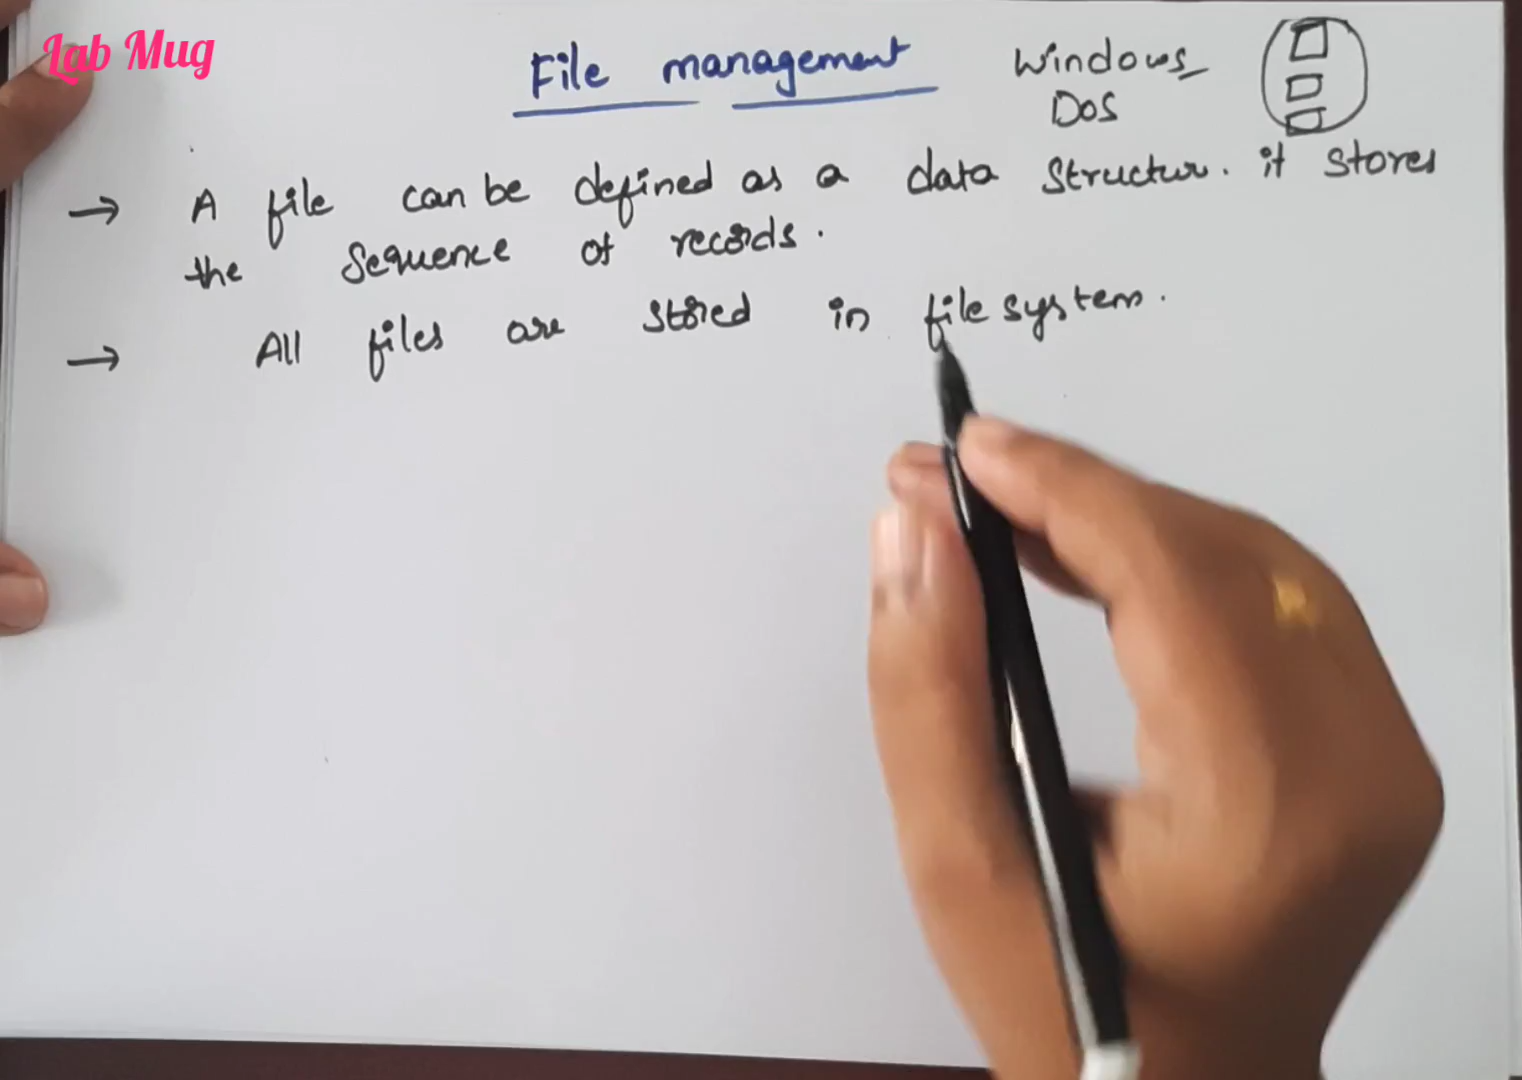 Lab Mug
File management
Windows
DOS
→ A file can be defined as a data structur. it stores
the sequence of records.
→ All files are stored in file system.